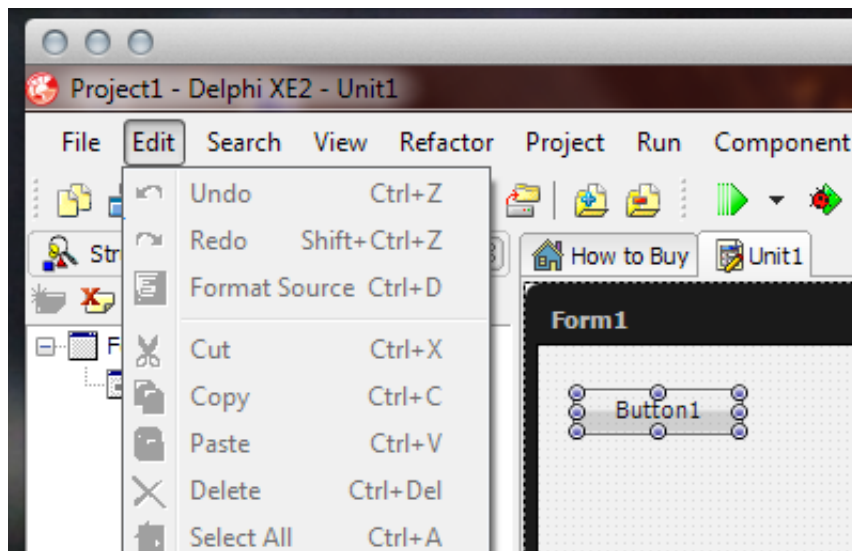 Project1 - Delphi XE2 - Unit1
File Edit Search View Refactor Project Run Component
Undo Ctrl+Z
Redo Shift+Ctrl+Z
Format Source Ctrl+D
Cut Ctrl+X
Copy Ctrl+C
Paste Ctrl+V
Delete Ctrl+Del
Select All Ctrl+A
How to Buy Unit1
Form1
Button1